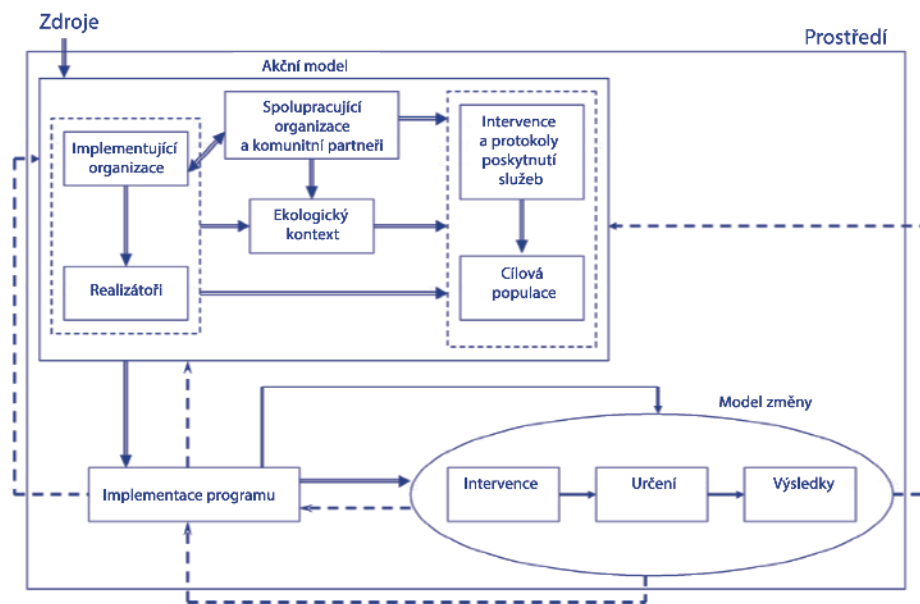 Zdroje
Prostředí
Akční model
Spolupracující
organizace
a komunitní partneři
Intervence
a protokoly
poskytnutí
služeb
Implementující
organizace
Ekologický
kontext
Realizátoři
Cílová
populace
Model změny
Implementace programu
Intervence
Určení
Výsledky